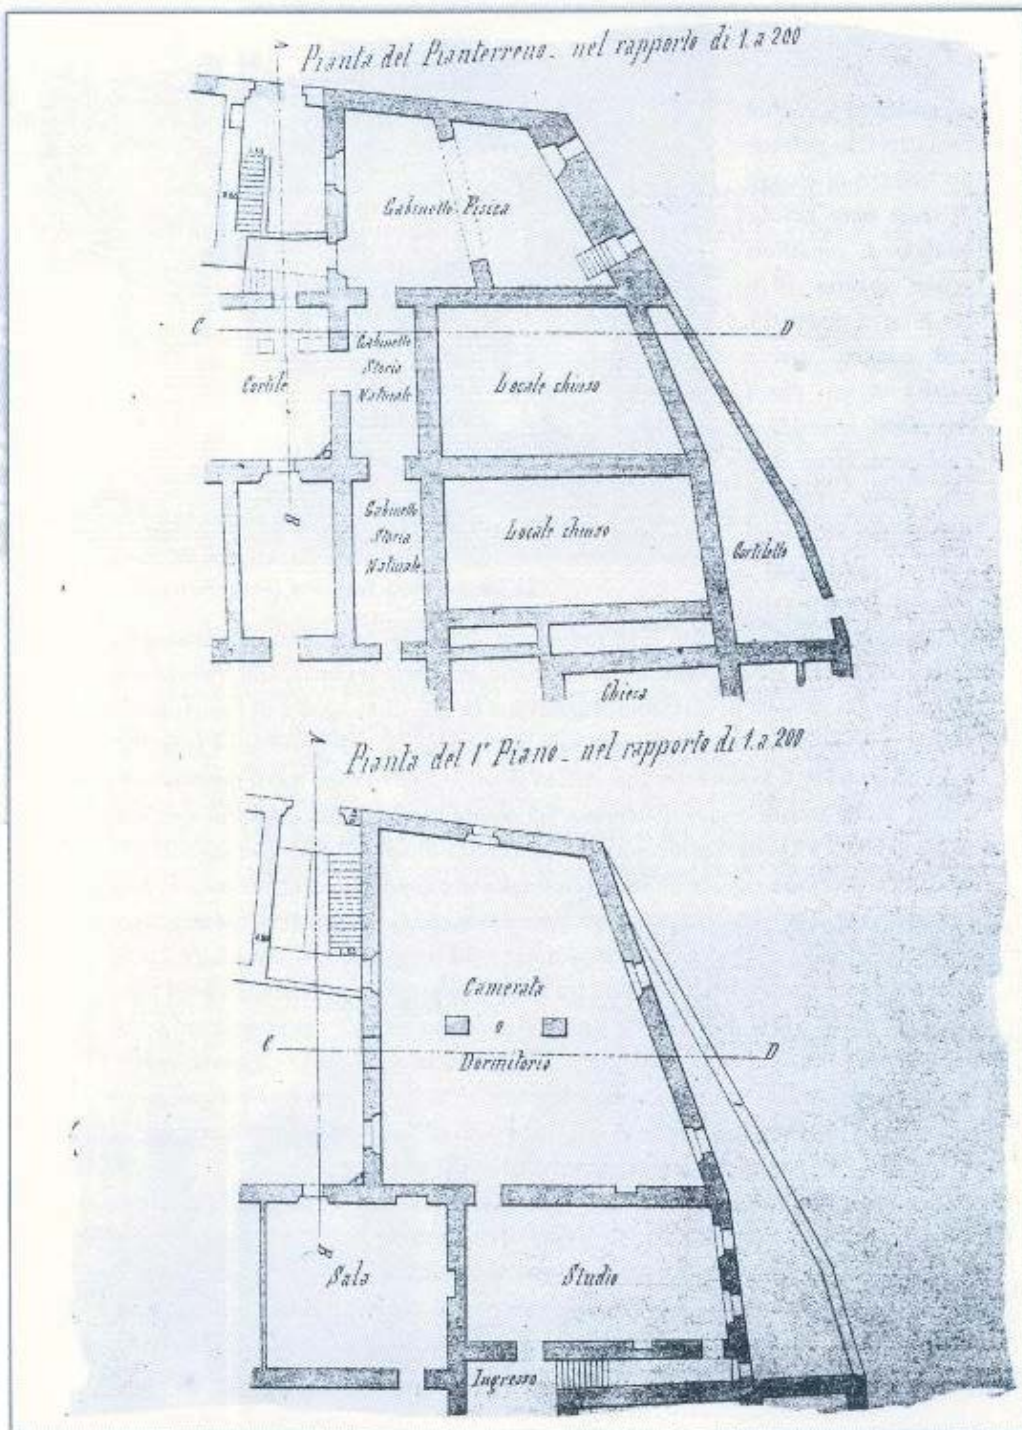 Pianta del Pianterreno - nel rapporto di 1. a 200
A
Gabinetto Fisica
C
D
Gabinetto
Storia
Naturale
Cortile
Locale chiuso
B
Gabinetto
Storia
Naturale
Locale chiuso
Cortiletto
Chiesa
Pianta del 1º Piano - nel rapporto di 1. a 200
A
Camerata
o
Dormitorio
C
D
B
Sala
Studio
Ingresso